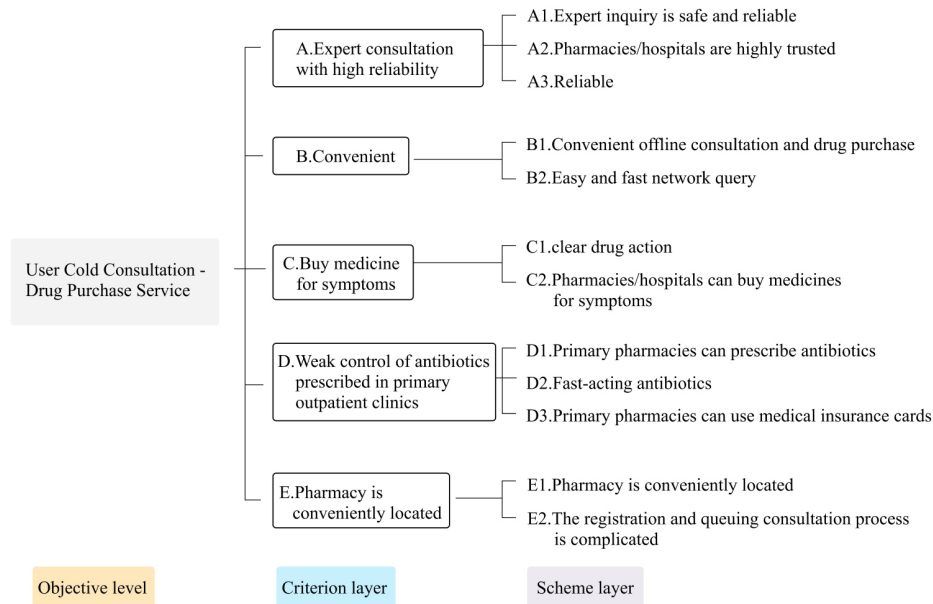 User Cold Consultation -
Drug Purchase Service
A.Expert consultation
with high reliability
A1.Expert inquiry is safe and reliable
A2.Pharmacies/hospitals are highly trusted
A3.Reliable
B.Convenient
B1.Convenient offline consultation and drug purchase
B2.Easy and fast network query
C.Buy medicine
for symptoms
C1.clear drug action
C2.Pharmacies/hospitals can buy medicines
for symptoms
D.Weak control of antibiotics
prescribed in primary
outpatient clinics
D1.Primary pharmacies can prescribe antibiotics
D2.Fast-acting antibiotics
D3.Primary pharmacies can use medical insurance cards
E.Pharmacy is
conveniently located
E1.Pharmacy is conveniently located
E2.The registration and queuing consultation process
is complicated
Objective level
Criterion layer
Scheme layer